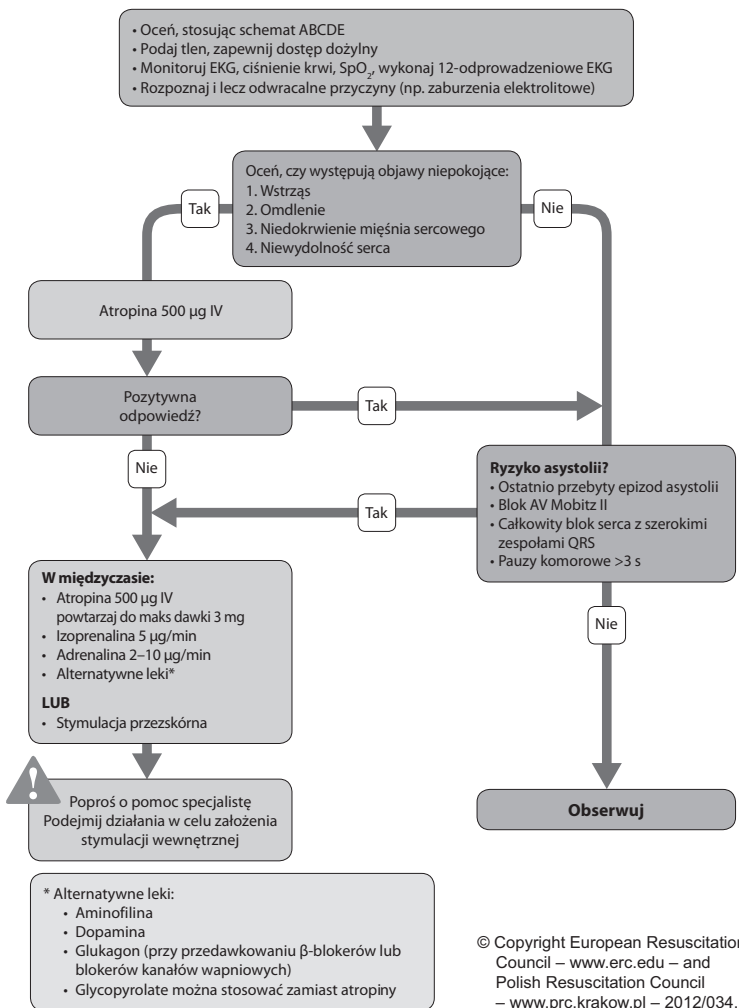 • Oceń, stosując schemat ABCDE
• Podaj tlen, zapewnij dostęp dożylny
• Monitoruj EKG, ciśnienie krwi, SpO₂, wykonaj 12-odprowadzeniowe EKG
• Rozpoznaj i lecz odwracalne przyczyny (np. zaburzenia elektrolitowe)
Oceń, czy występują objawy niepokojące:
1. Wstrząs
2. Omdlenie
3. Niedokrwienie mięśnia sercowego
4. Niewydolność serca
Tak
Nie
Atropina 500 µg IV
Pozytywna
odpowiedź?
Tak
Nie
Ryzyko asystolii?
• Ostatnio przebyty epizod asystolii
• Blok AV Mobitz II
• Całkowity blok serca z szerokimi
zespołami QRS
• Pauzy komorowe >3 s
Tak
Nie
W międzyczasie:
• Atropina 500 µg IV
powtarzaj do maks dawki 3 mg
• Izoprenalina 5 µg/min
• Adrenalina 2–10 µg/min
• Alternatywne leki*
LUB
• Stymulacja przezskórna
!
Poproś o pomoc specjalistę
Podejmij działania w celu założenia
stymulacji wewnętrznej
Obserwuj
* Alternatywne leki:
• Aminofilina
• Dopamina
• Glukagon (przy przedawkowaniu β-blokerów lub
blokerów kanałów wapniowych)
• Glycopyrolate można stosować zamiast atropiny
© Copyright European Resuscitation
Council – www.erc.edu – and
Polish Resuscitation Council
– www.prc.krakow.pl – 2012/034.